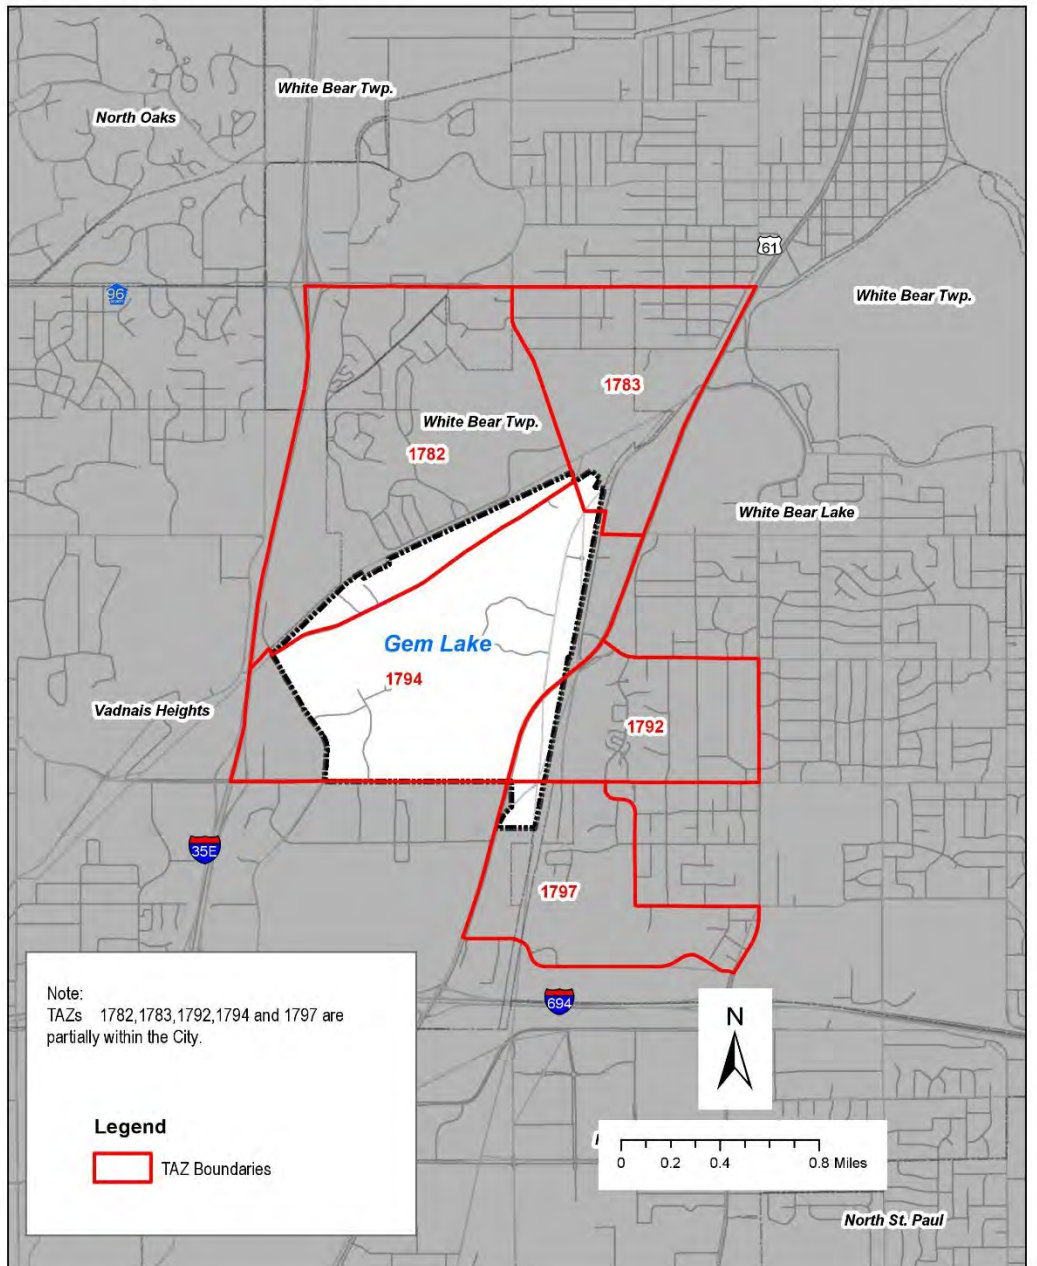 White Bear Twp.
North Oaks
61
96
White Bear Twp.
1783
White Bear Twp.
1782
White Bear Lake
Gem Lake
1794
Vadnais Heights
1792
35E
1797
694
Note:
TAZs 1782,1783,1792,1794 and 1797 are
partially within the City.
N
Legend
TAZ Boundaries
0 0.2 0.4 0.8 Miles
North St. Paul